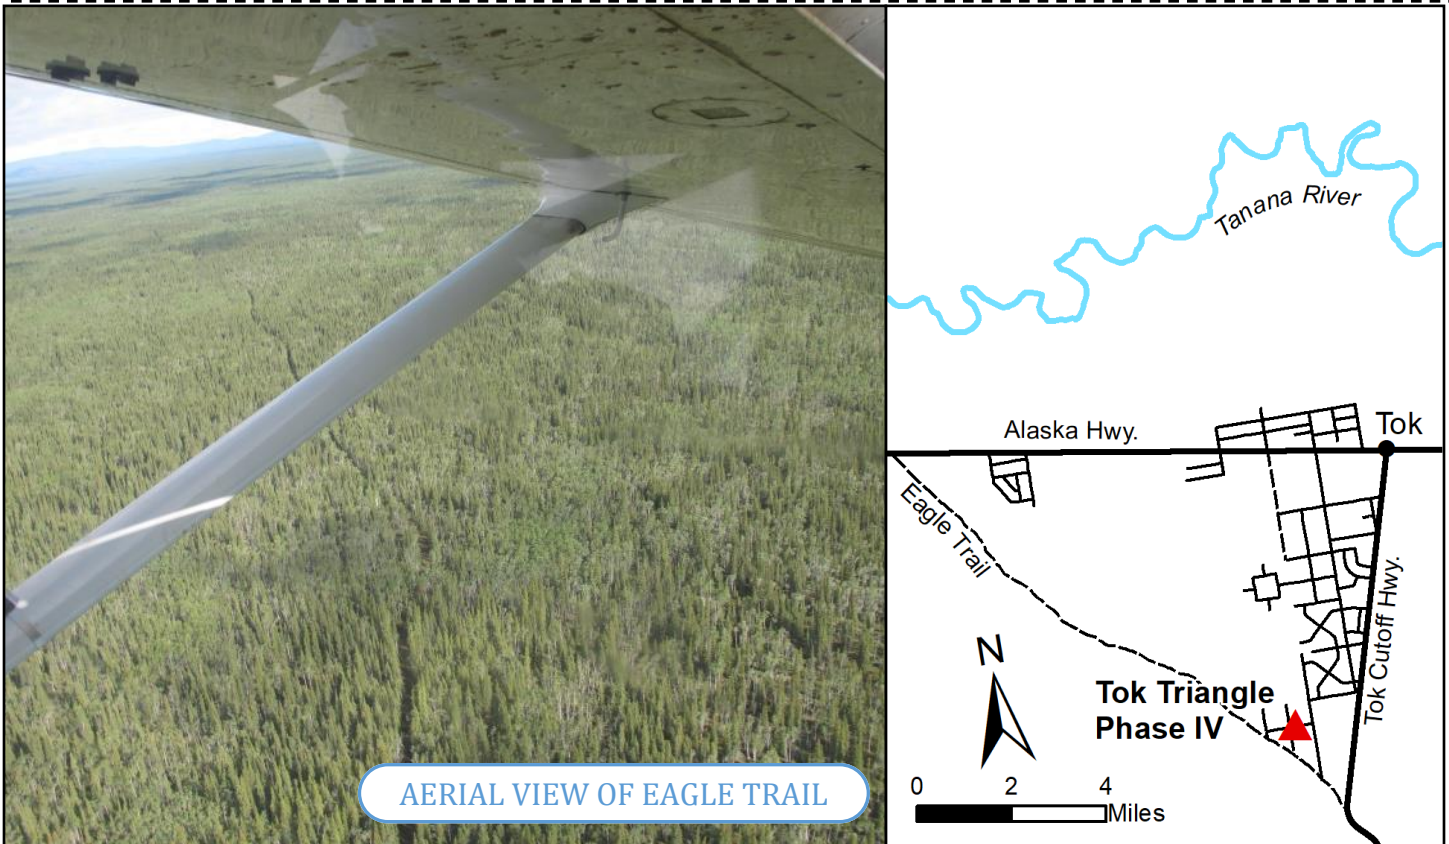 AERIAL VIEW OF EAGLE TRAIL
Tanana River
Alaska Hwy.
Tok
Eagle Trail
Tok Cutoff Hwy.
N
Tok Triangle
Phase IV
0 2 4
Miles